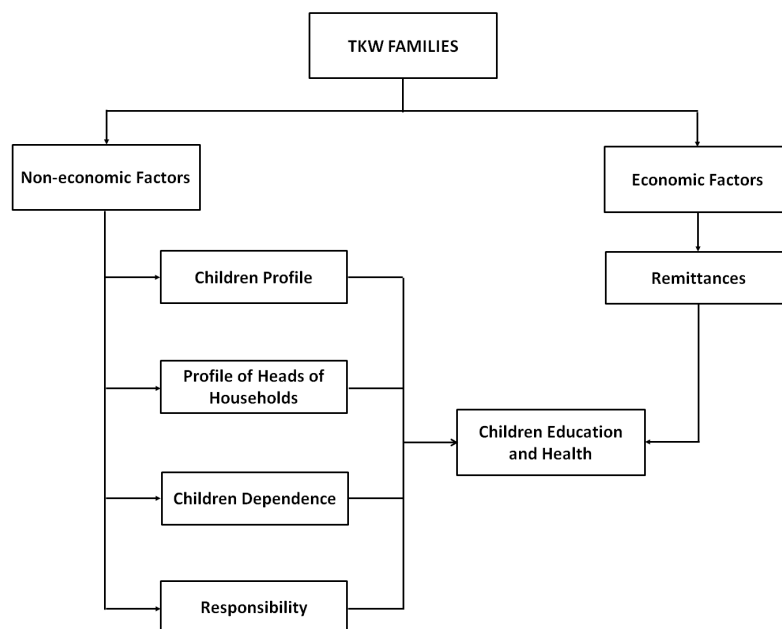 TKW FAMILIES
Non-economic Factors
Economic Factors
Children Profile
Remittances
Profile of Heads of
Households
Children Education
and Health
Children Dependence
Responsibility